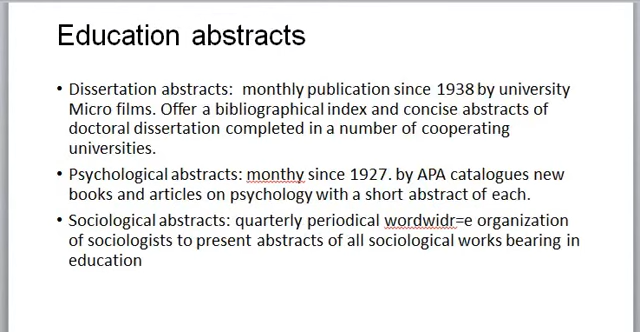 Education abstracts
• Dissertation abstracts:  monthly publication since 1938 by university
Micro films. Offer a bibliographical index and concise abstracts of
doctoral dissertation completed in a number of cooperating
universities.
• Psychological abstracts: monthy since 1927. by APA catalogues new
books and articles on psychology with a short abstract of each.
• Sociological abstracts: quarterly periodical wordwidr=e organization
of sociologists to present abstracts of all sociological works bearing in
education